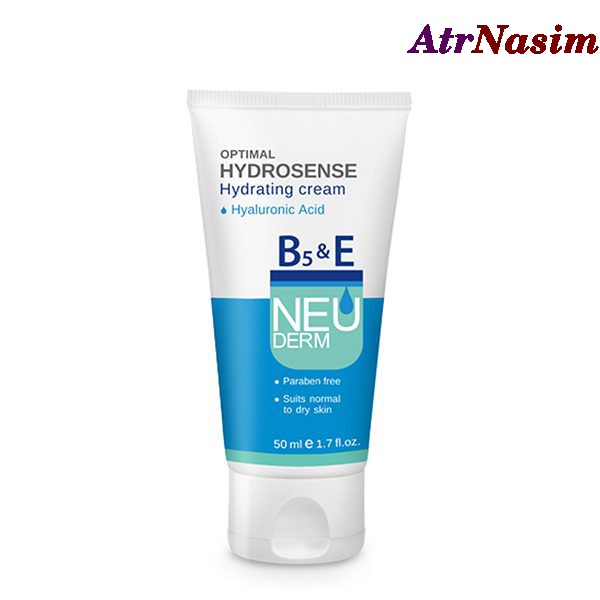 AtrNasim
OPTIMAL
HYDROSENSE
Hydrating cream
Hyaluronic Acid
B5 & E
NEU
DERM
• Paraben free
• Suits normal
to dry skin
50 ml e 1.7 fl.oz.